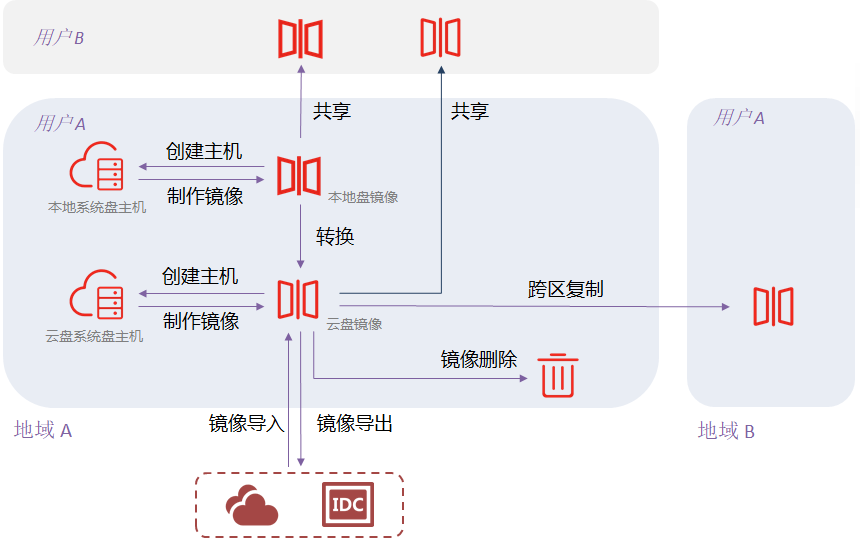 用户B
共享
共享
用户A
用户A
创建主机
制作镜像
本地系统盘主机
本地盘镜像
转换
创建主机
制作镜像
云盘系统盘主机
云盘镜像
跨区复制
镜像删除
地域 A
镜像导入
镜像导出
地域 B
IDC